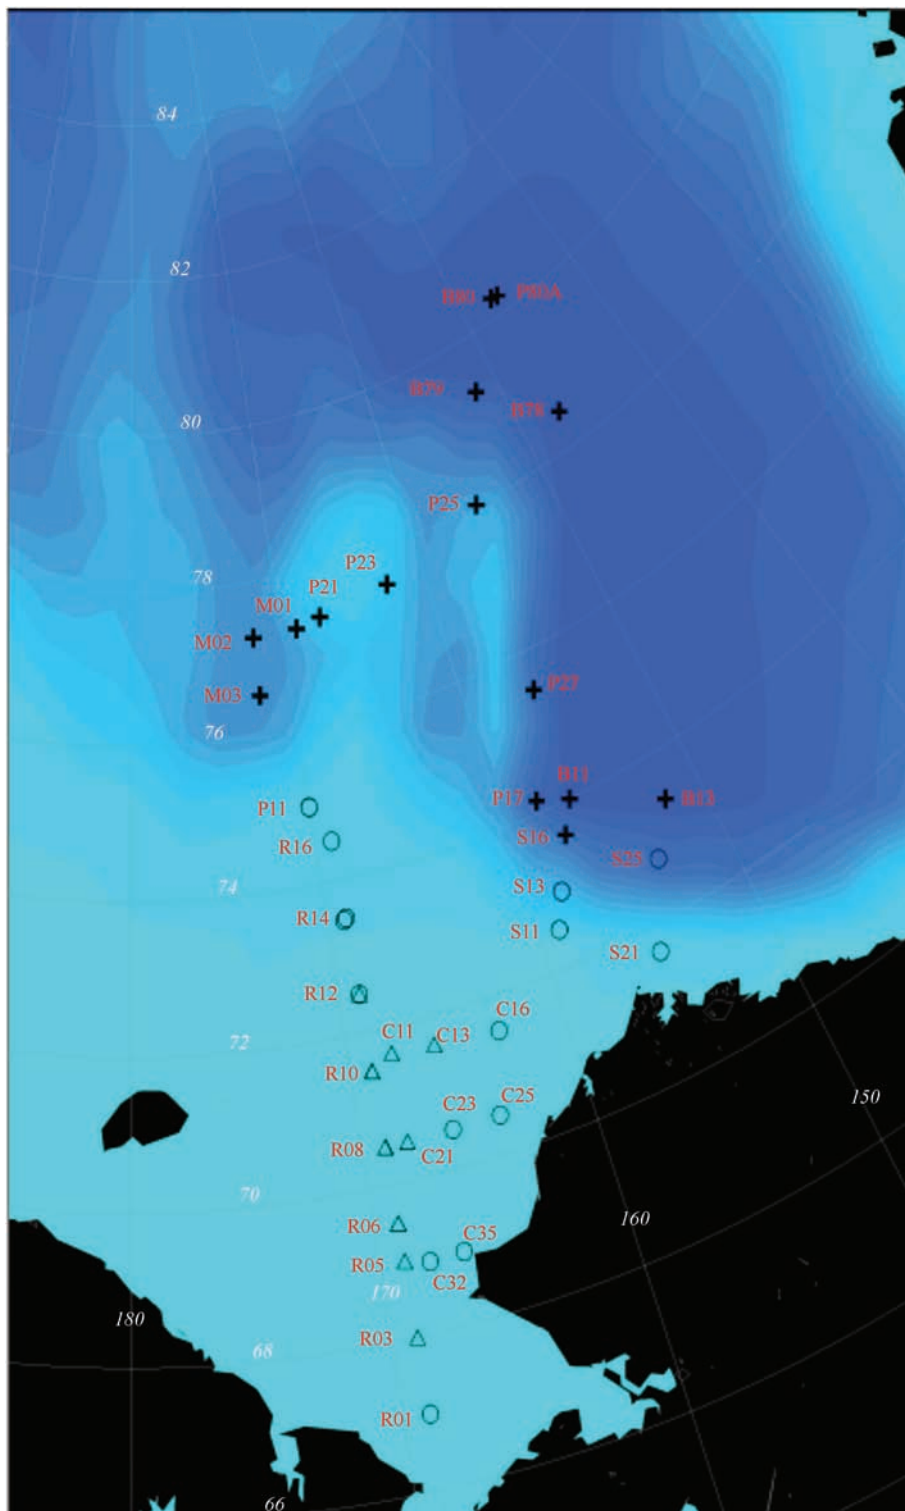 84
82
B80
P80A
B79
B78
80
P25
P23
78
P21
M01
M02
M03
P27
76
B11
P17
B13
P11
S16
R16
S25
S13
74
R14
S11
S21
R12
C16
C11
C13
72
R10
C23
C25
150
R08
C21
70
R06
160
C35
R05
C32
170
180
R03
68
R01
66